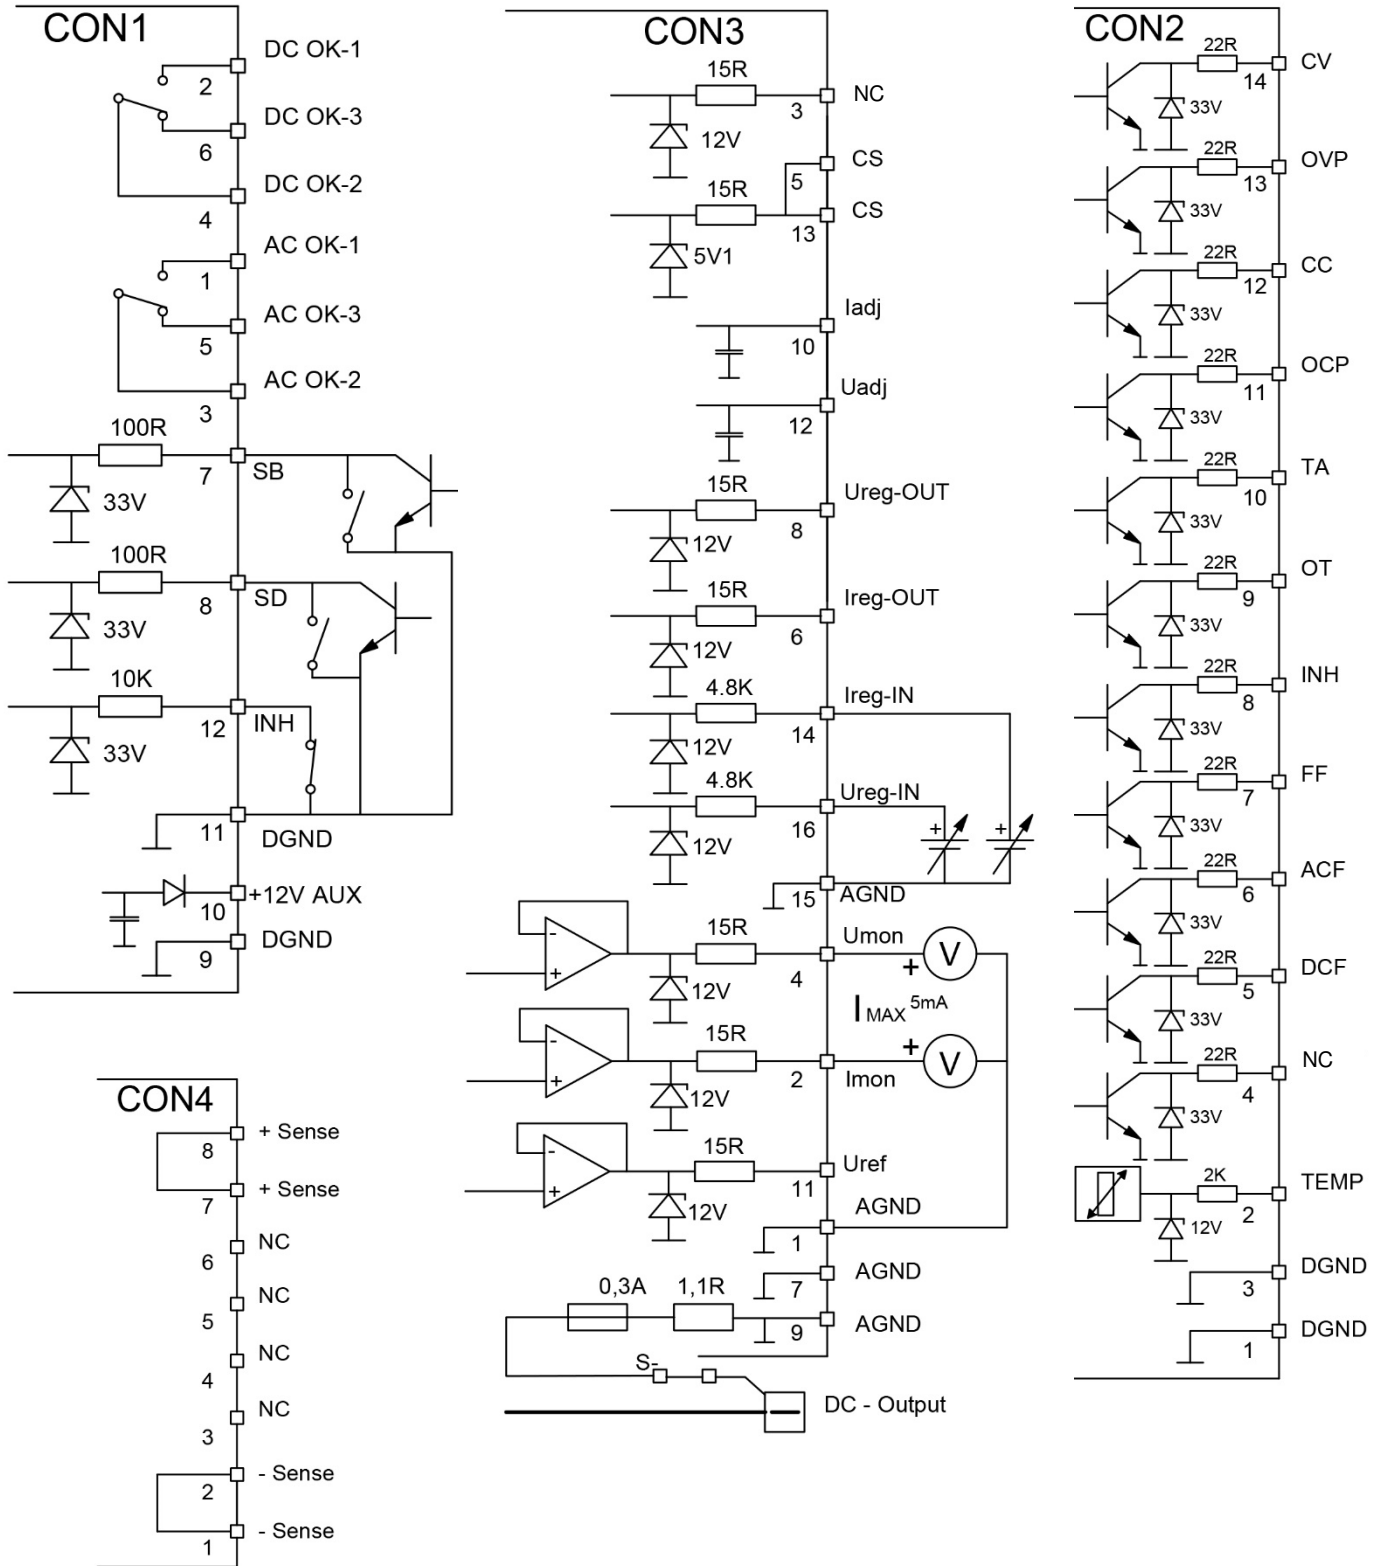 CON1
DC OK-1
2
DC OK-3
6
DC OK-2
4
AC OK-1
1
AC OK-3
5
AC OK-2
3
100R
7
SB
33V
100R
8
SD
33V
10K
12
INH
33V
11
DGND
10
+12V AUX
9
DGND
CON4
8
+ Sense
7
+ Sense
6
NC
5
NC
4
NC
3
NC
2
- Sense
1
- Sense
CON3
15R
3
NC
12V
5
CS
15R
13
CS
5V1
10
Iadj
12
Uadj
15R
8
Ureg-OUT
12V
15R
6
Ireg-OUT
12V
4.8K
14
Ireg-IN
12V
4.8K
16
Ureg-IN
12V
+
+
15
AGND
-
+
15R
4
Umon
12V
+
V
I MAX 5mA
-
+
15R
2
Imon
12V
+
V
-
+
15R
11
Uref
12V
1
AGND
7
AGND
0,3A
1,1R
9
AGND
S-
DC - Output
CON2
22R
14
CV
33V
22R
13
OVP
33V
22R
12
CC
33V
22R
11
OCP
33V
22R
10
TA
33V
22R
9
OT
33V
22R
8
INH
33V
22R
7
FF
33V
22R
6
ACF
33V
22R
5
DCF
33V
22R
4
NC
33V
2K
2
TEMP
12V
3
DGND
1
DGND